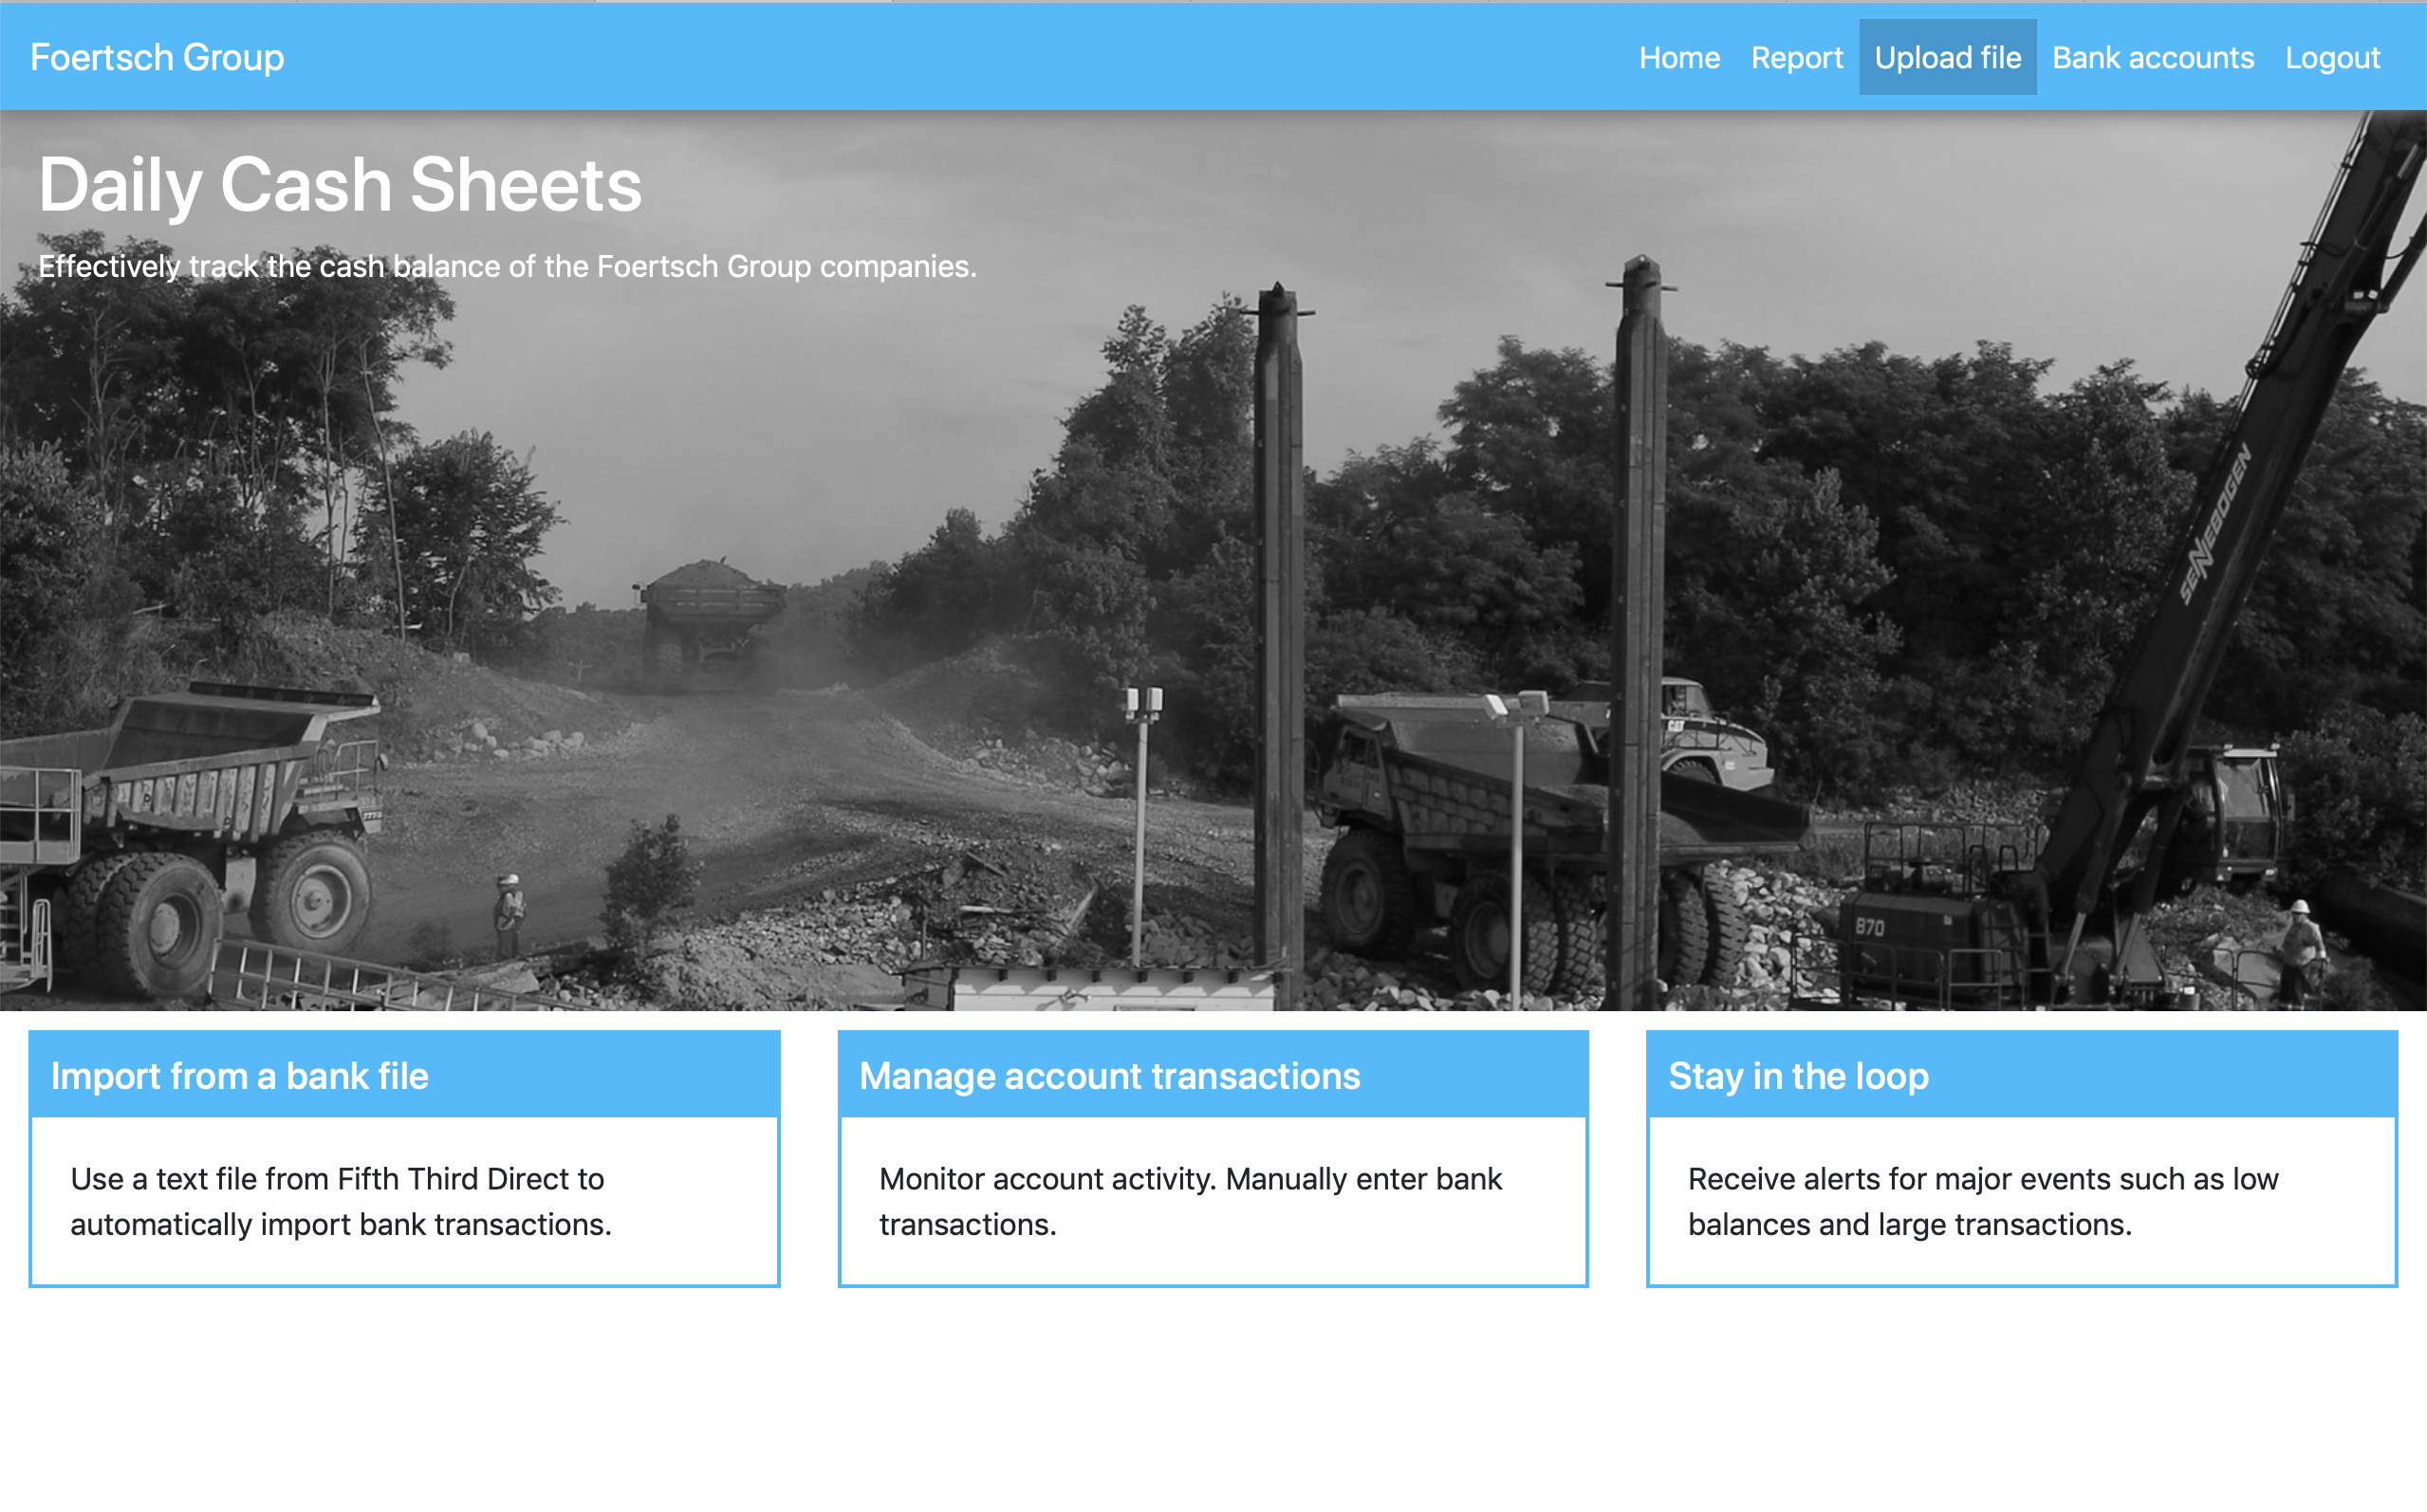 Foertsch Group
Home Report Upload file Bank accounts Logout
Daily Cash Sheets
Effectively track the cash balance of the Foertsch Group companies.
SENNEBOGEN
CAT
777D
870
Import from a bank file
Use a text file from Fifth Third Direct to
automatically import bank transactions.
Manage account transactions
Monitor account activity. Manually enter bank
transactions.
Stay in the loop
Receive alerts for major events such as low
balances and large transactions.